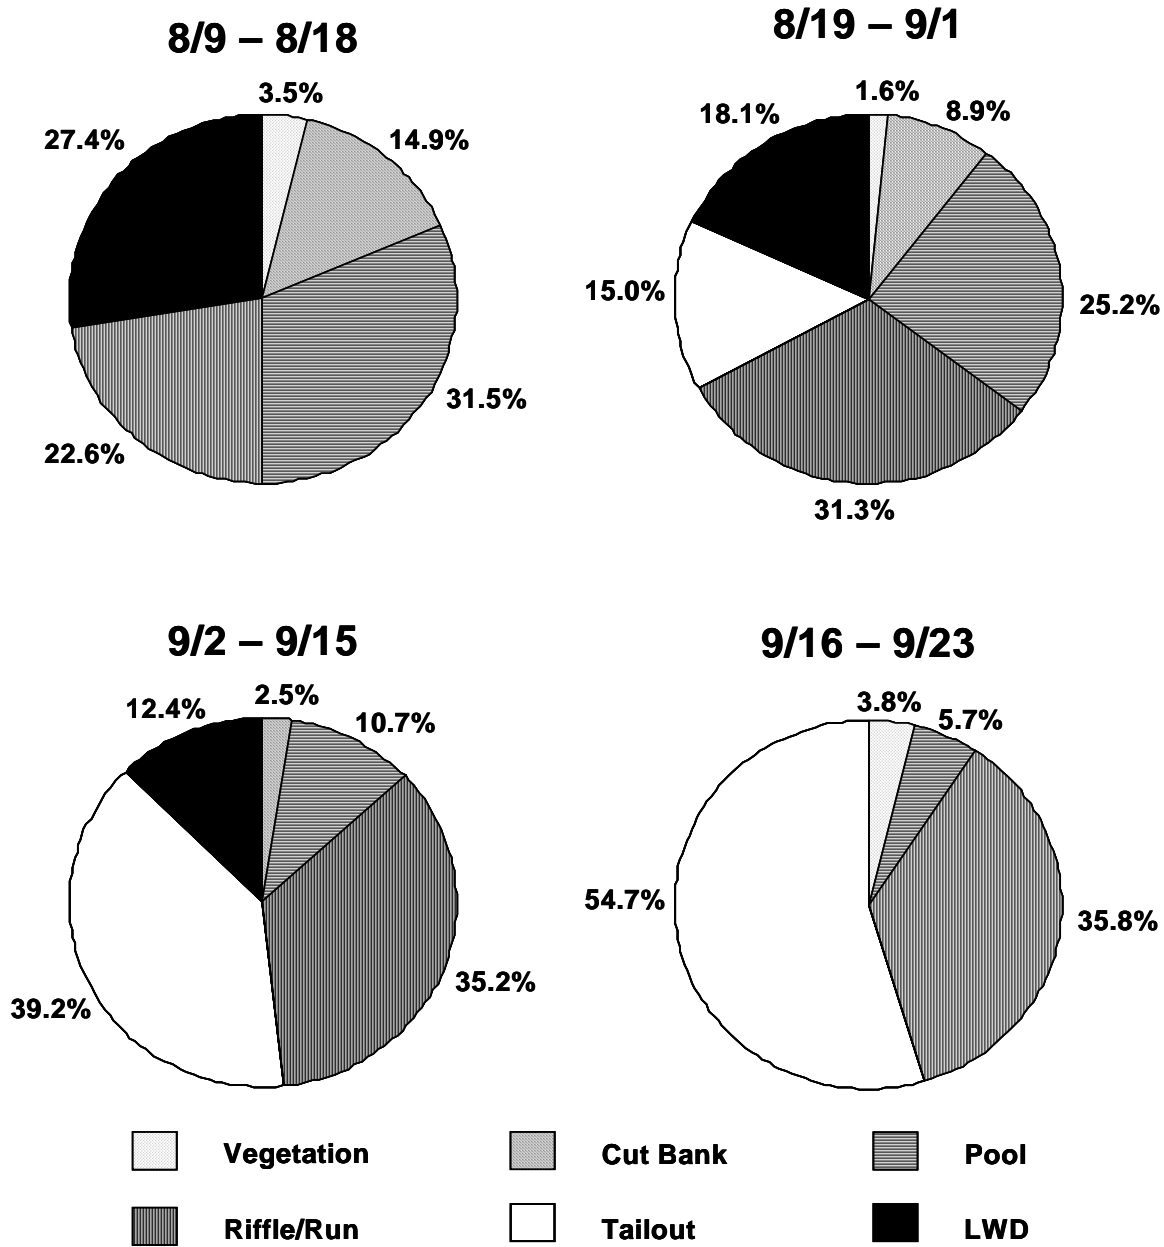 8/9 – 8/18
3.5%
27.4%
14.9%
31.5%
22.6%
8/19 – 9/1
1.6%
18.1%
8.9%
15.0%
25.2%
31.3%
9/2 – 9/15
2.5%
12.4%
10.7%
35.2%
39.2%
9/16 – 9/23
3.8%
5.7%
54.7%
35.8%
Vegetation
Cut Bank
Pool
Riffle/Run
Tailout
LWD